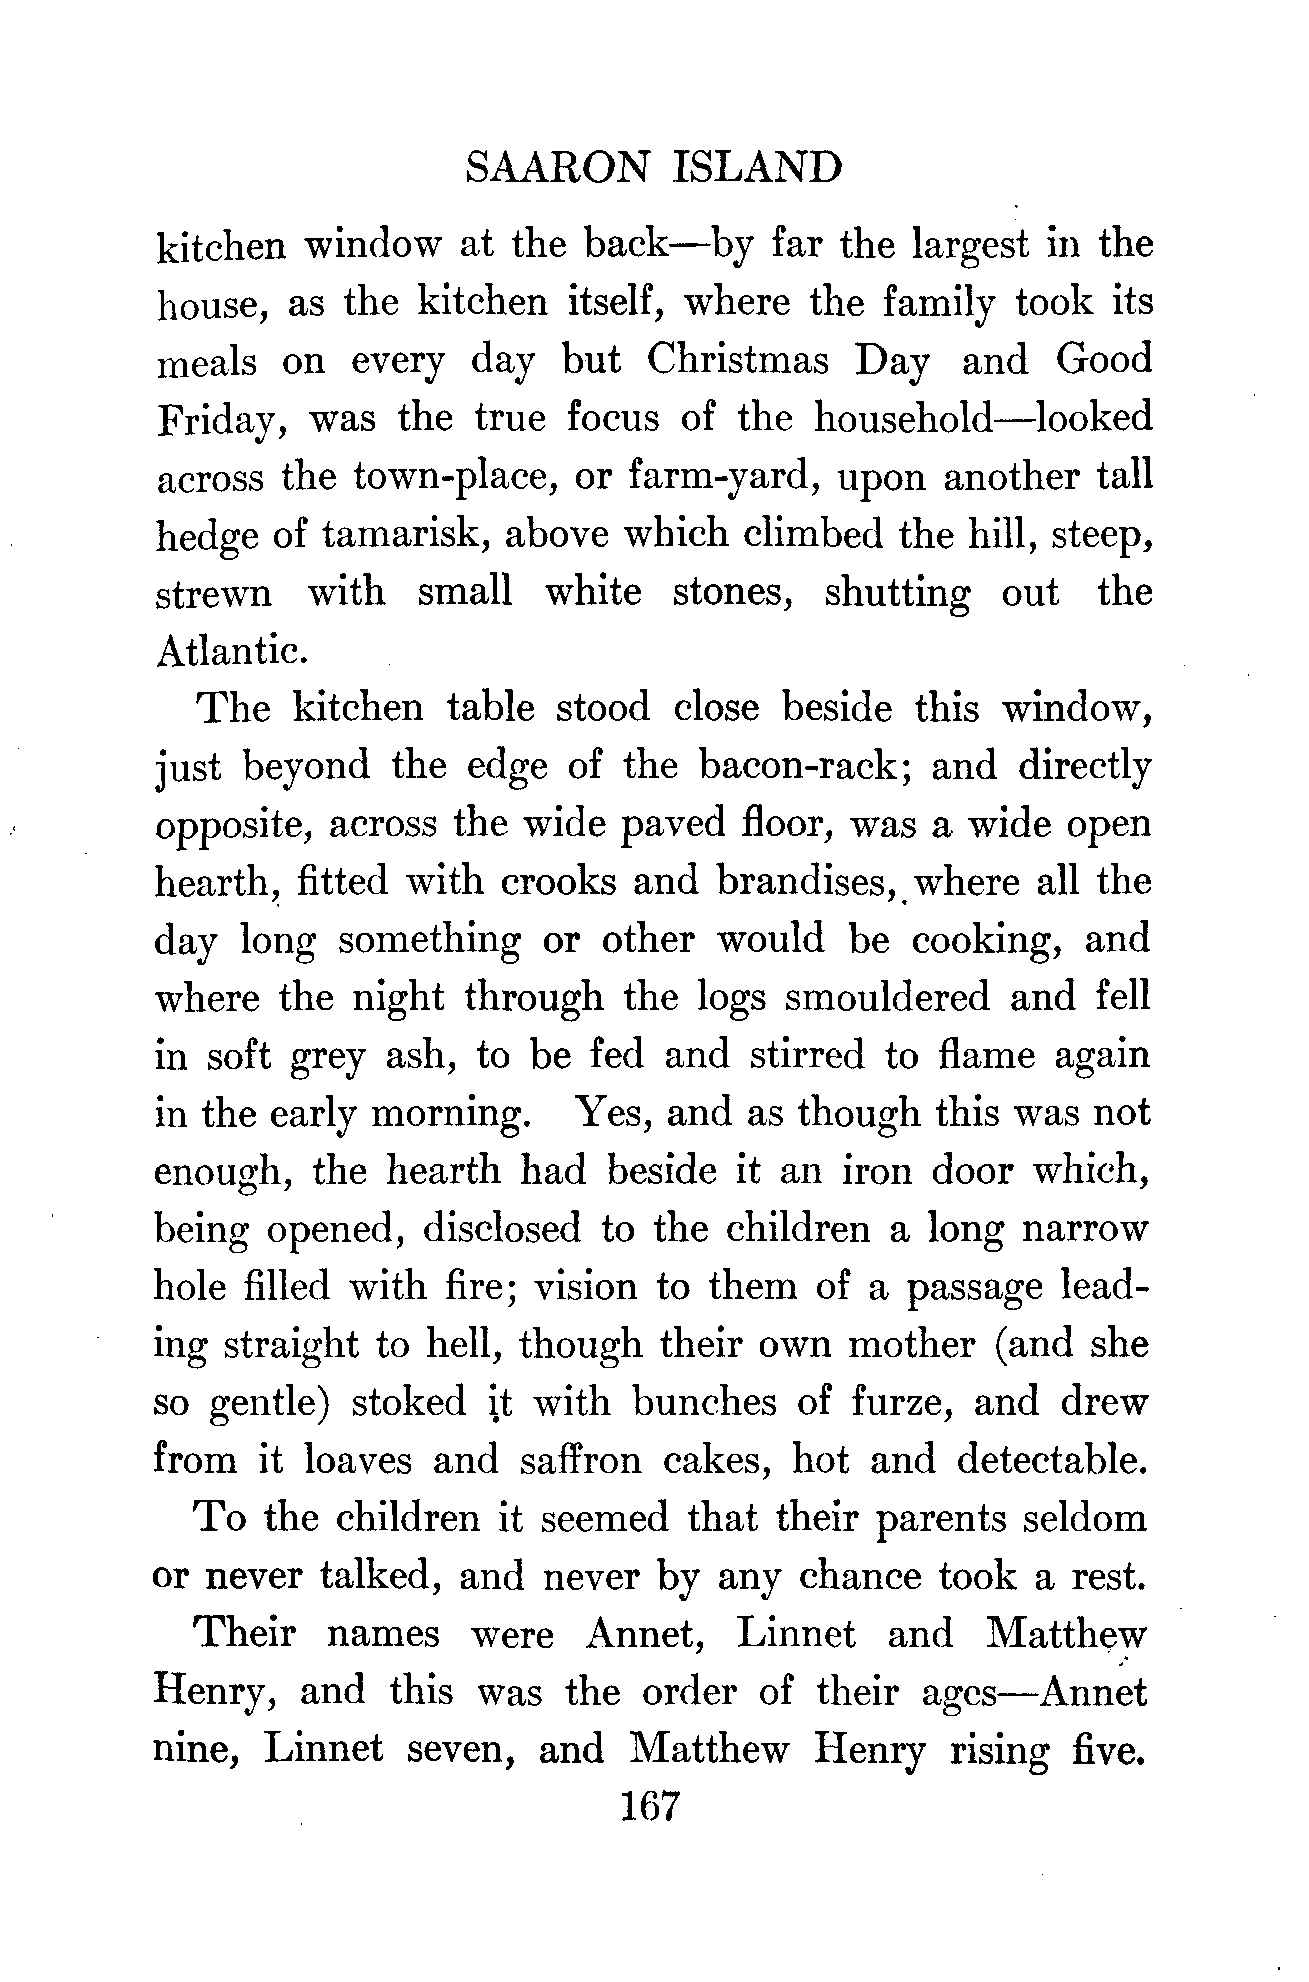 SAARON ISLAND
kitchen window at the back—by far the largest in the
house, as the kitchen itself, where the family took its
meals on every day but Christmas Day and Good
Friday, was the true focus of the household—looked
across the town-place, or farm-yard, upon another tall
hedge of tamarisk, above which climbed the hill, steep,
strewn with small white stones, shutting out the
Atlantic.
The kitchen table stood close beside this window,
just beyond the edge of the bacon-rack; and directly
opposite, across the wide paved floor, was a wide open
hearth, fitted with crooks and brandises, where all the
day long something or other would be cooking, and
where the night through the logs smouldered and fell
in soft grey ash, to be fed and stirred to flame again
in the early morning. Yes, and as though this was not
enough, the hearth had beside it an iron door which,
being opened, disclosed to the children a long narrow
hole filled with fire; vision to them of a passage lead-
ing straight to hell, though their own mother (and she
so gentle) stoked it with bunches of furze, and drew
from it loaves and saffron cakes, hot and detectable.
To the children it seemed that their parents seldom
or never talked, and never by any chance took a rest.
Their names were Annet, Linnet and Matthew
Henry, and this was the order of their ages—Annet
nine, Linnet seven, and Matthew Henry rising five.
167